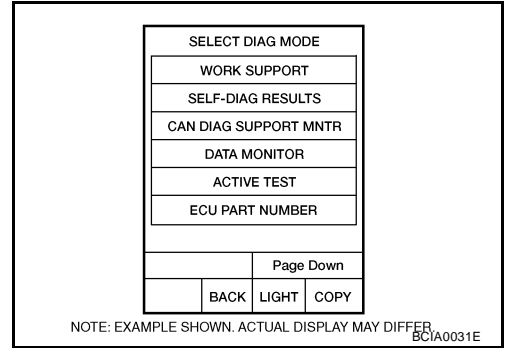 SELECT DIAG MODE
WORK SUPPORT
SELF-DIAG RESULTS
CAN DIAG SUPPORT MNTR
DATA MONITOR
ACTIVE TEST
ECU PART NUMBER
Page Down
BACK LIGHT COPY
NOTE: EXAMPLE SHOWN. ACTUAL DISPLAY MAY DIFFER.
BCIA0031E